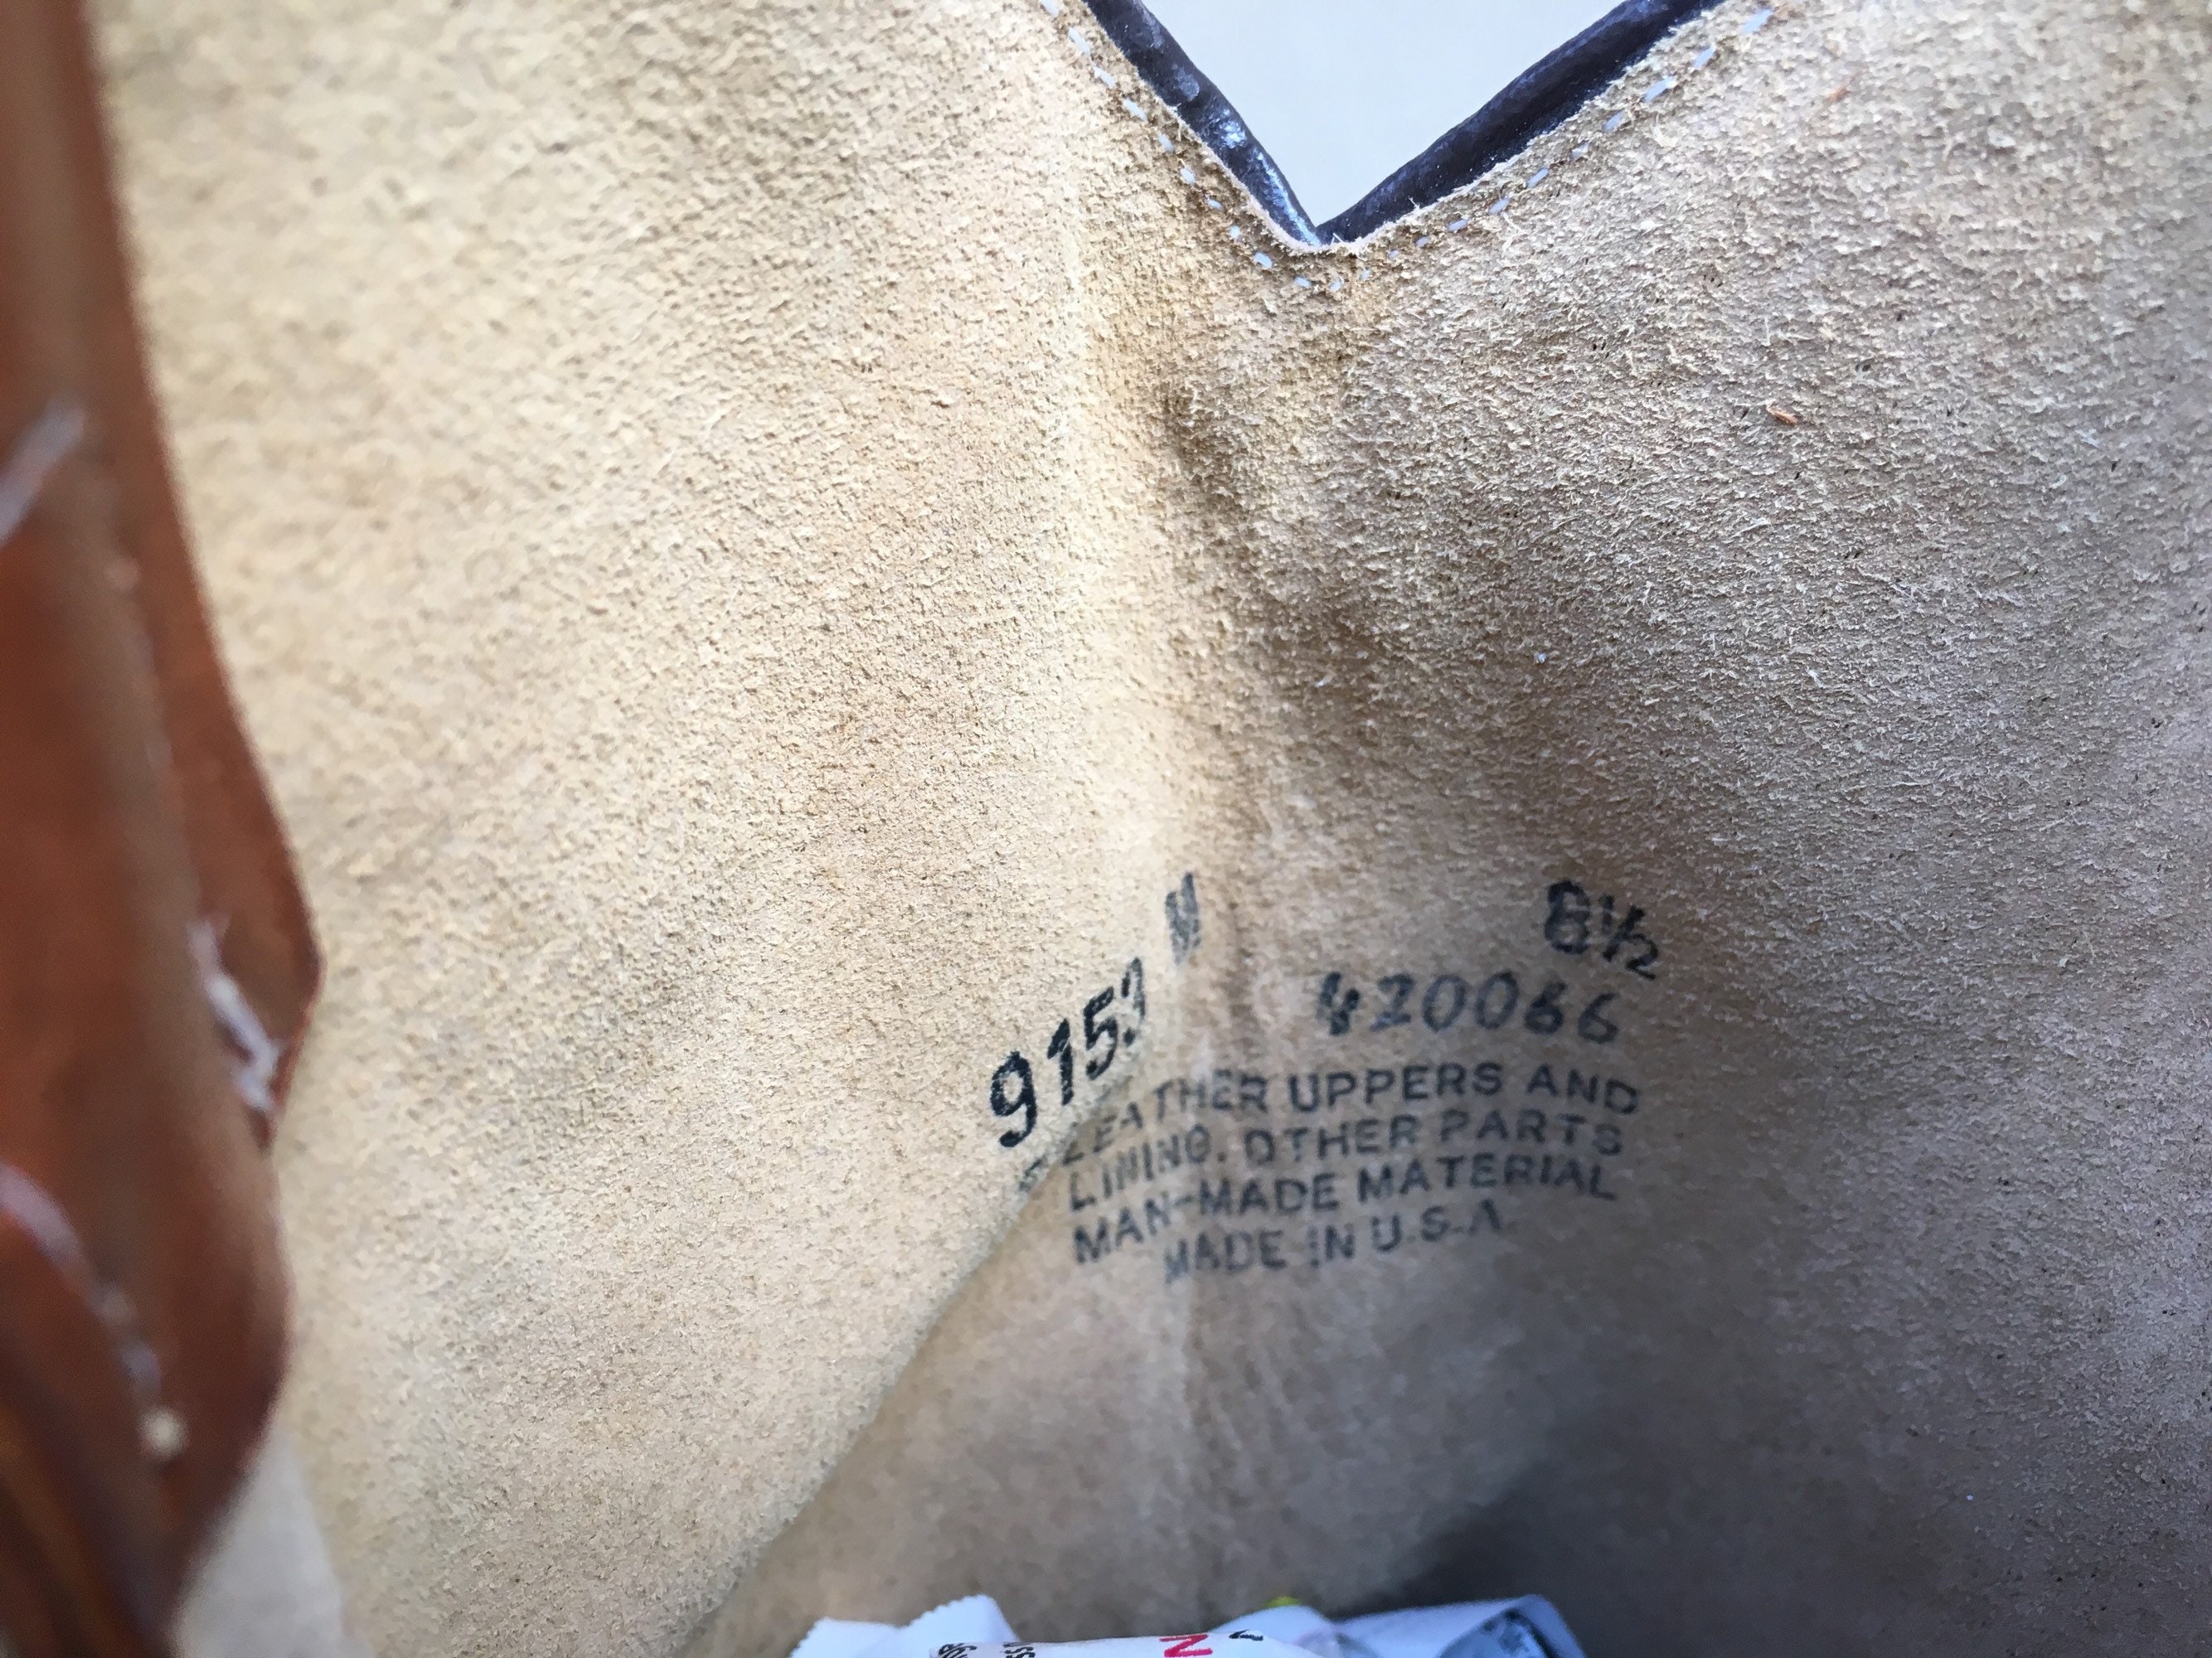 9153 M 8½
420066
LEATHER UPPERS AND
LINING. OTHER PARTS
MAN-MADE MATERIAL
MADE IN U.S.A.
N